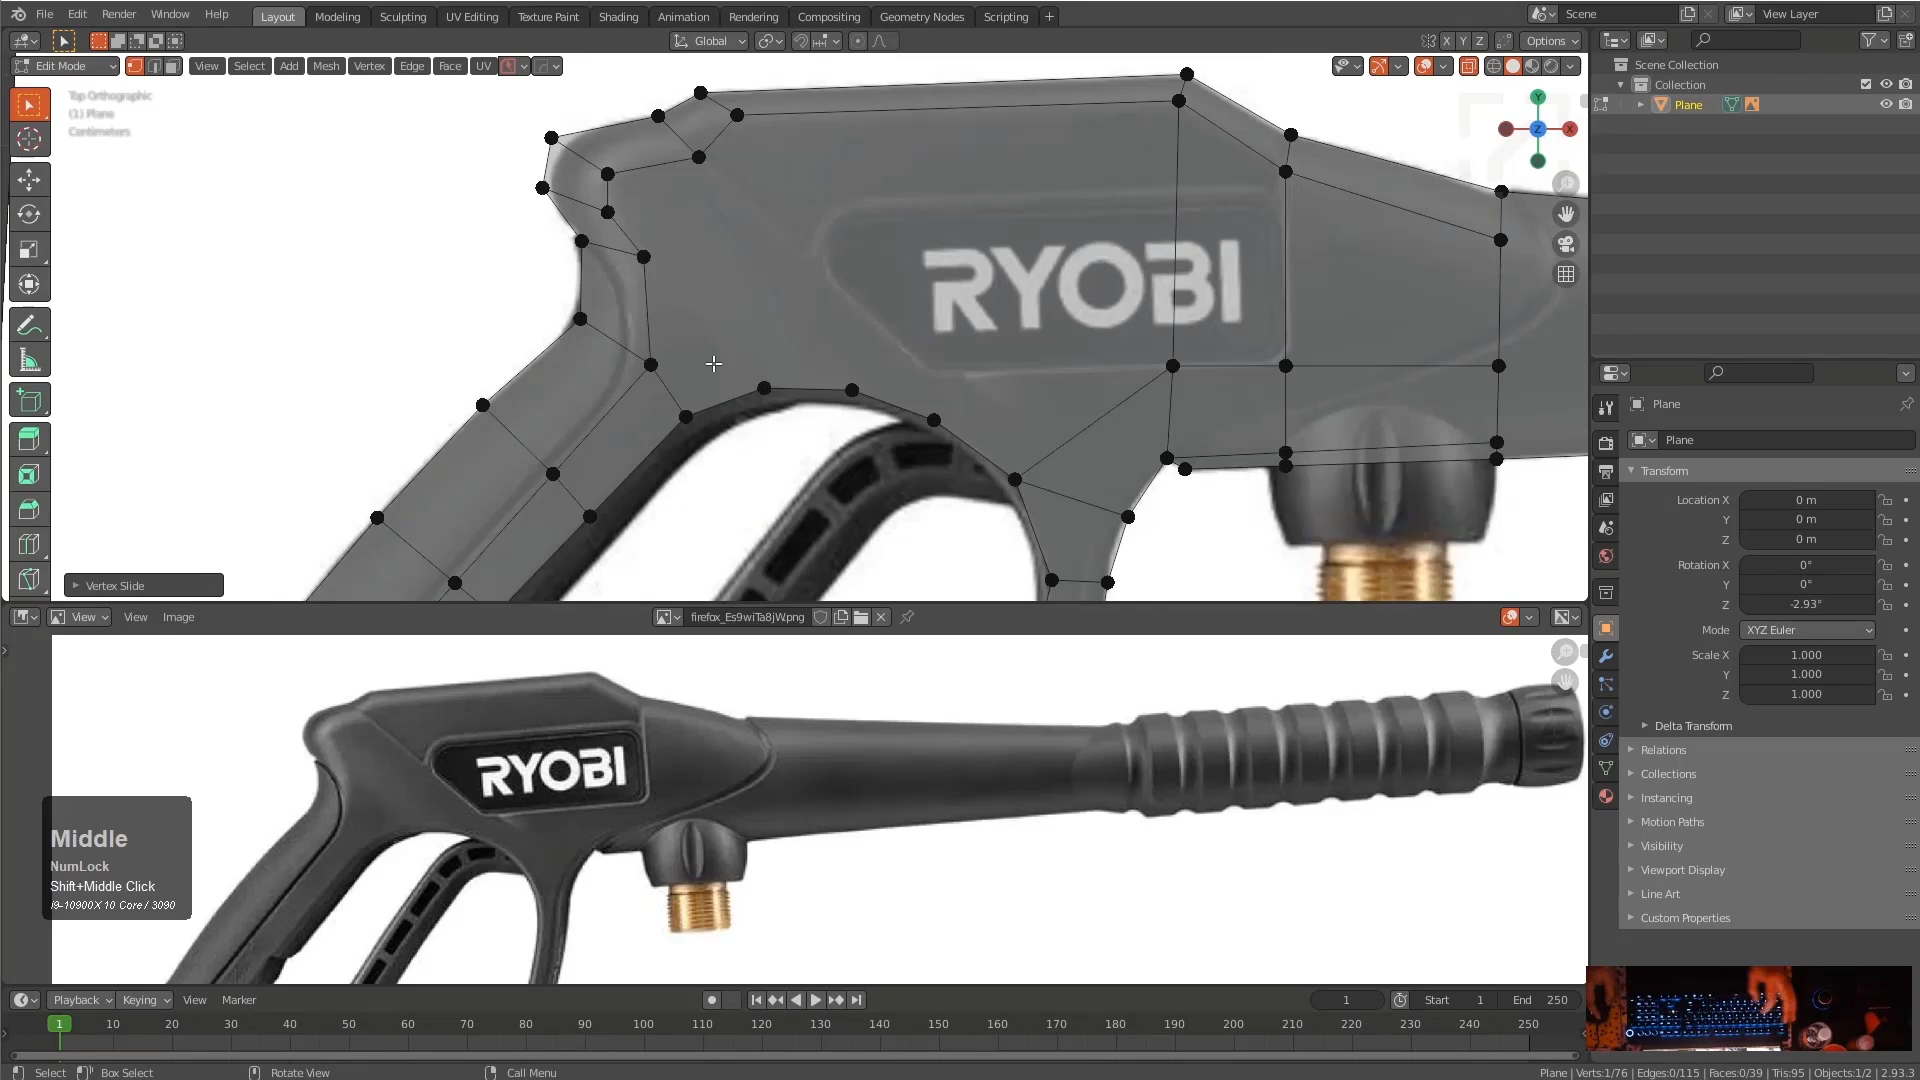 File Edit Render Window Help Layout Modeling Sculpting UV Editing Texture Paint Shading Animation Rendering Compositing Geometry Nodes Scripting + Scene View Layer
Global X Y Z Options
Edit Mode View Select Add Mesh Vertex Edge Face UV
Scene Collection
Collection
Plane
Top Orthographic
(1) Plane
Centimeters
Y
Z
X
RYOBI
Plane
Plane
Transform
Location X 0 m
Y 0 m
Z 0 m
Rotation X 0°
Y 0°
Z -2.93°
Mode XYZ Euler
Scale X 1.000
Y 1.000
Z 1.000
Delta Transform
Relations
Collections
Instancing
Motion Paths
Visibility
Viewport Display
Line Art
Custom Properties
Vertex Slide
View View Image firefox_Es9wiTa8jW.png
RYOBI
Middle
NumLock
Shift+Middle Click
i9-10900X 10 Core / 3090
Playback Keying View Marker 1 Start 1 End 250
1 10 20 30 40 50 60 70 80 90 100 110 120 130 140 150 160 170 180 190 200 210 220 230 240 250
Select Box Select Rotate View Call Menu Plane | Verts:1/76 | Edges:0/115 | Faces:0/39 | Tris:95 | Objects:1/2 | 2.93.3